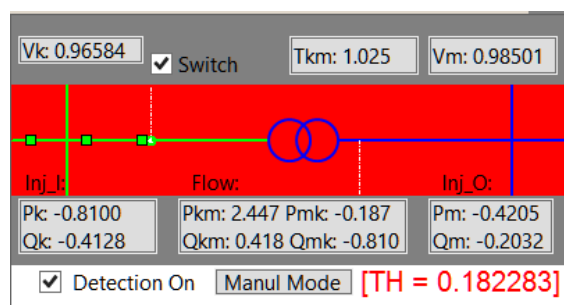 Vk: 0.96584
Switch
Tkm: 1.025
Vm: 0.98501
Inj_I:
Flow:
Inj_O:
Pk: -0.8100
Pkm: 2.447 Pmk: -0.187
Pm: -0.4205
Qk: -0.4128
Qkm: 0.418 Qmk: -0.810
Qm: -0.2032
Detection On
Manul Mode
[TH = 0.182283]